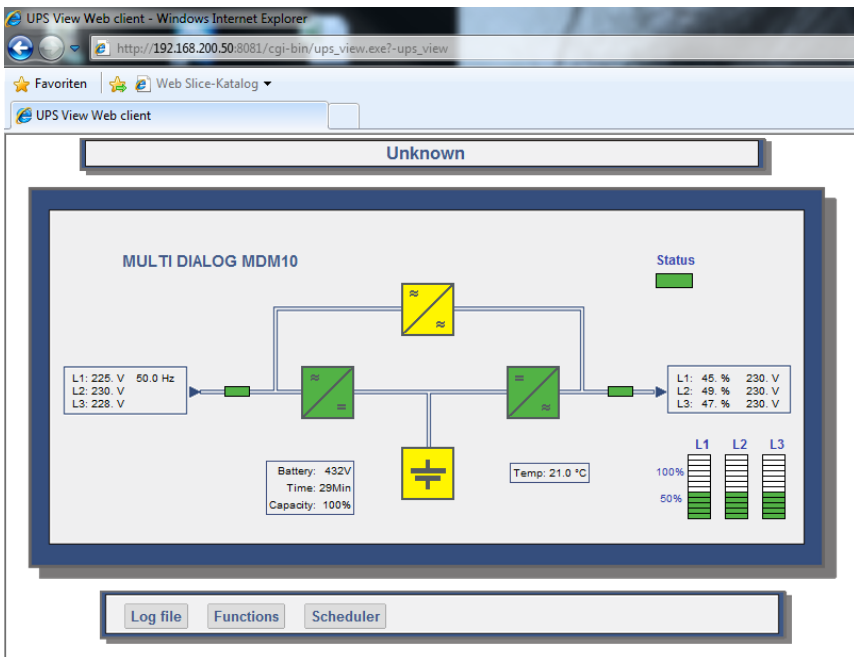 UPS View Web client - Windows Internet Explorer
http://192.168.200.50:8081/cgi-bin/ups_view.exe?-ups_view
Favoriten Web Slice-Katalog
UPS View Web client
Unknown
MULTI DIALOG MDM10
Status
L1: 225. V 50.0 Hz
L2: 230. V
L3: 228. V
L1: 45. % 230. V
L2: 49. % 230. V
L3: 47. % 230. V
Battery: 432V
Time: 29Min
Capacity: 100%
Temp: 21.0 °C
L1 L2 L3
100%
50%
Log file Functions Scheduler